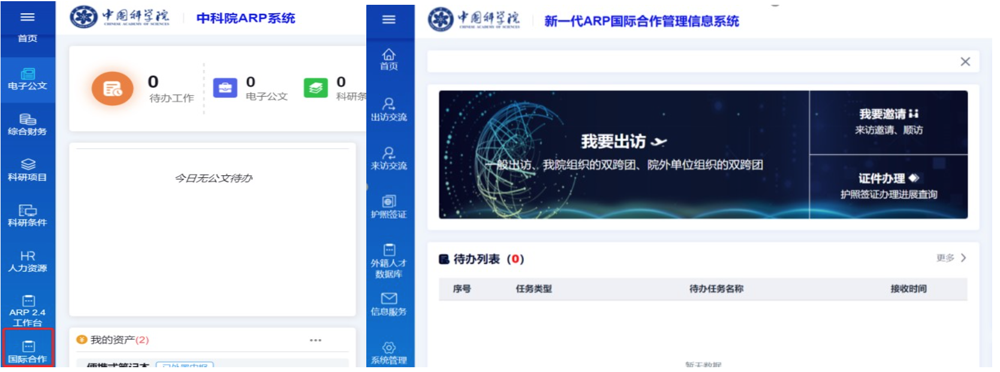 首页
电子公文
综合财务
科研项目
科研条件
HR
人力资源
ARP 2.4
工作台
国际合作
中国科学院
CHINESE ACADEMY OF SCIENCES
中科院ARP系统
0
待办工作
0
电子公文
0
科研条
今日无公文待办
我的资产(2)
便携式笔记本
首页
出访交流
来访交流
护照签证
外籍人才
数据库
信息服务
系统管理
中国科学院
CHINESE ACADEMY OF SCIENCES
新一代ARP国际合作管理信息系统
我要出访
一般出访、我院组织的双跨团、院外单位组织的双跨团
我要邀请
来访邀请、顺访
证件办理
护照签证办理进展查询
待办列表（0）
更多
序号 任务类型 待办任务名称 接收时间
暂无数据